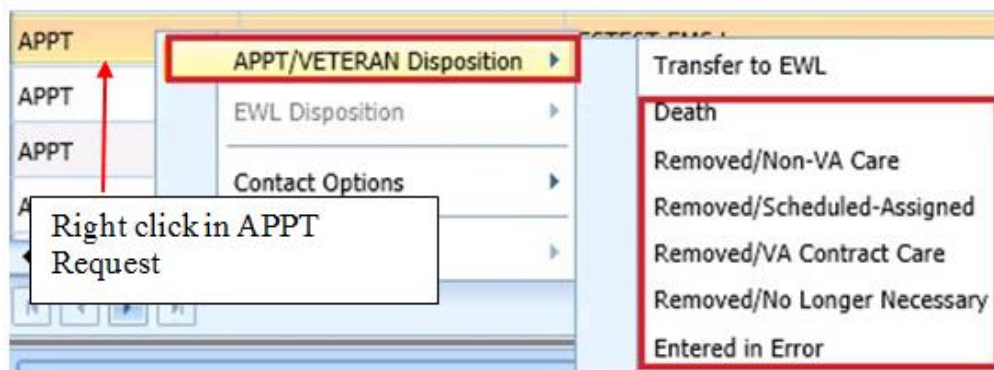 APPT
APPT
APPT
APPT/VETERAN Disposition
EWL Disposition
Contact Options
Transfer to EWL
Death
Removed/Non-VA Care
Removed/Scheduled-Assigned
Removed/VA Contract Care
Removed/No Longer Necessary
Entered in Error
Right click in APPT
Request